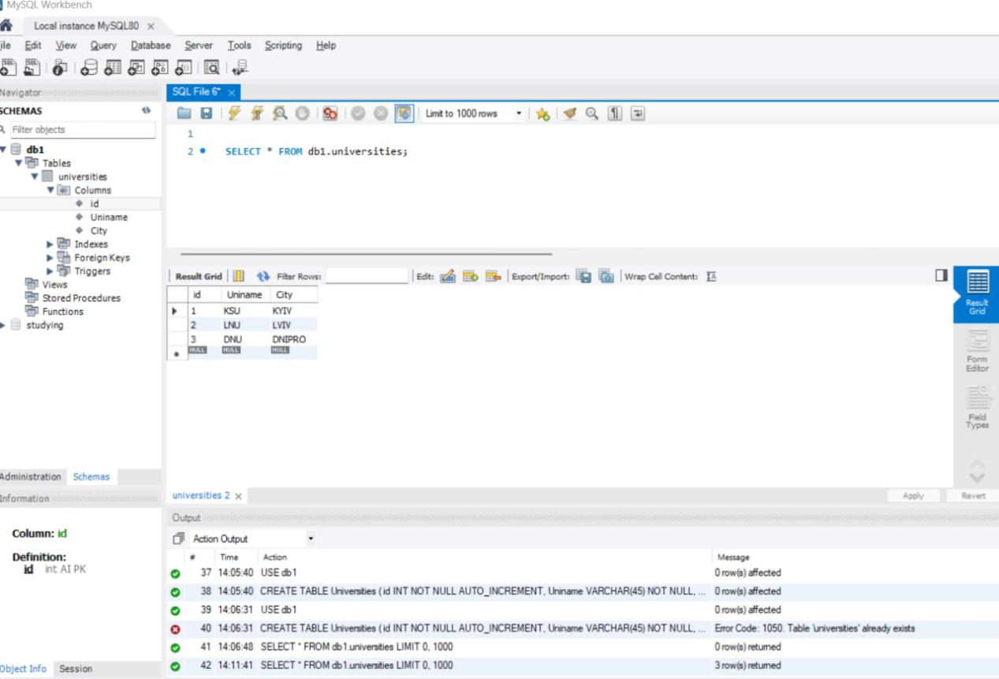 MySQL Workbench
Local instance MySQL80
ile Edit View Query Database Server Tools Scripting Help
Navigator
SCHEMAS
Filter objects
db1
Tables
universities
Columns
id
Uniname
City
Indexes
Foreign Keys
Triggers
Views
Stored Procedures
Functions
studying
Administration Schemas
Information
Column: id
Definition:
id int AI PK
Object Info Session
SQL File 6*
Limit to 1000 rows
1
2 SELECT * FROM db1.universities;
Result Grid Filter Rows: Edit: Export/Import: Wrap Cell Content: IA
id Uniname City
1 KSU KYIV
2 LNU LVIV
3 DNU DNIPRO
NULL NULL NULL
Result
Grid
Form
Editor
Field
Types
universities 2
Apply Revert
Output
Action Output
# Time Action Message
37 14:05:40 USE db1 0 row(s) affected
38 14:05:40 CREATE TABLE Universities ( id INT NOT NULL AUTO_INCREMENT, Uniname VARCHAR(45) NOT NULL, ... 0 row(s) affected
39 14:06:31 USE db1 0 row(s) affected
40 14:06:31 CREATE TABLE Universities ( id INT NOT NULL AUTO_INCREMENT, Uniname VARCHAR(45) NOT NULL, ... Error Code: 1050. Table 'universities' already exists
41 14:06:48 SELECT * FROM db1.universities LIMIT 0, 1000 0 row(s) returned
42 14:11:41 SELECT * FROM db1.universities LIMIT 0, 1000 3 row(s) returned